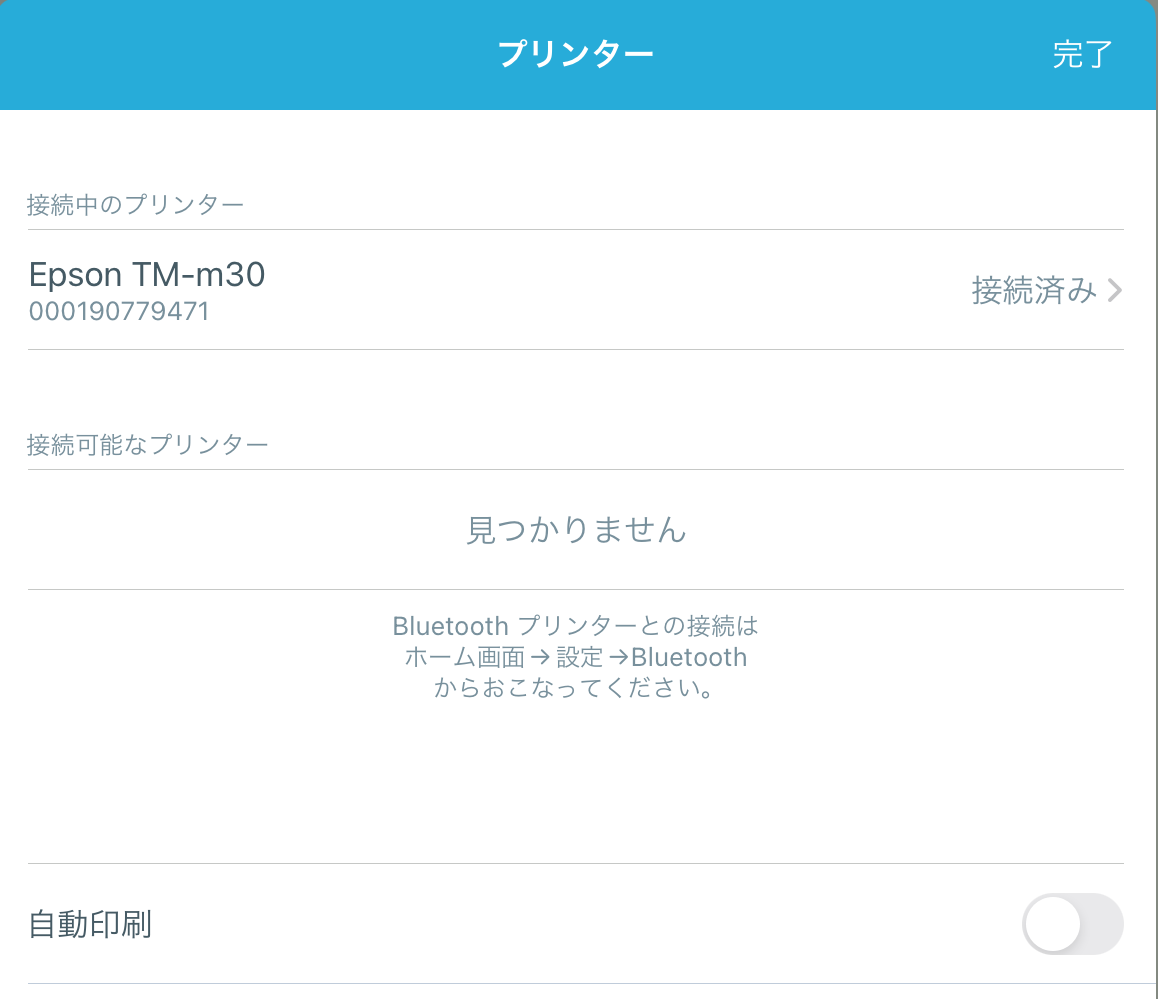 プリンター
完了
接続中のプリンター
Epson TM-m30
000190779471
接続済み
接続可能なプリンター
見つかりません
Bluetooth プリンターとの接続は
ホーム画面→設定→Bluetooth
からおこなってください。
自動印刷